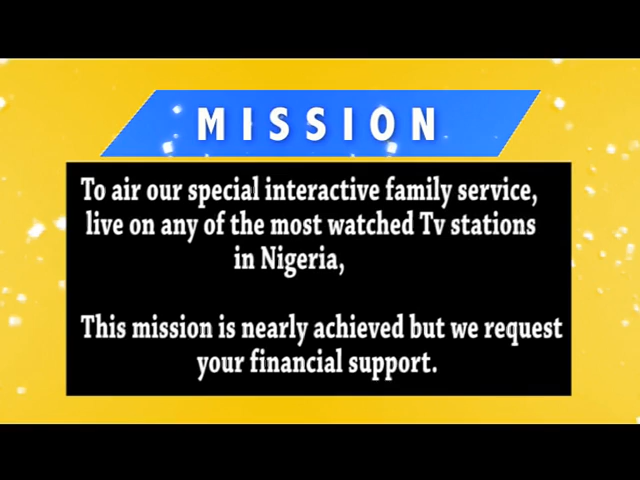 MISSION
To air our special interactive family service,
live on any of the most watched Tv stations
in Nigeria,
This mission is nearly achieved but we request
your financial support.